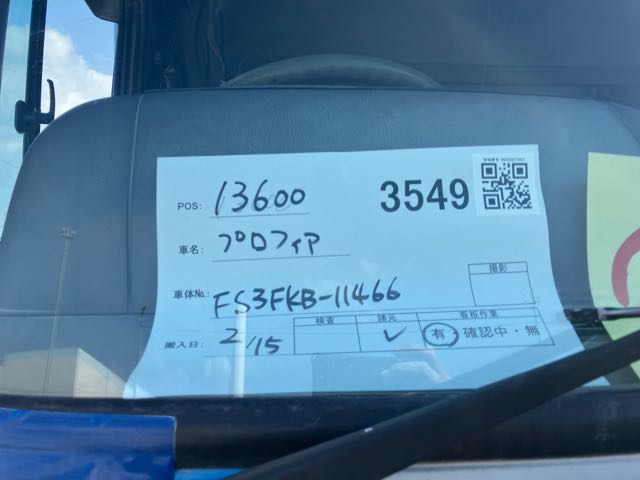 POS: 13600 3549
車名: プロフィア
車体No.: FS3FKB-11466 撮影
検査 諸元 看板作業
搬入日: 2/15 ✓ 有・確認中・無